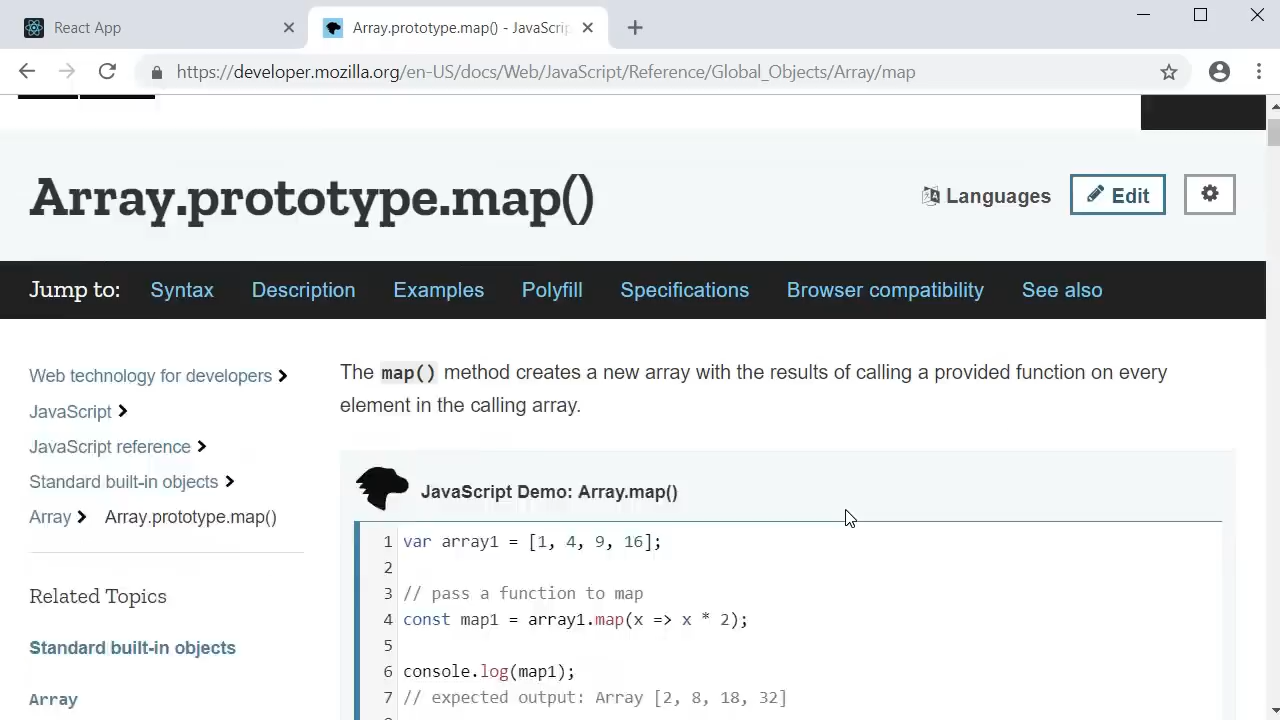 React App
Array.prototype.map() - JavaScrip
https://developer.mozilla.org/en-US/docs/Web/JavaScript/Reference/Global_Objects/Array/map
Array.prototype.map()
Languages
Edit
Jump to:
Syntax
Description
Examples
Polyfill
Specifications
Browser compatibility
See also
Web technology for developers
JavaScript
JavaScript reference
Standard built-in objects
Array
Array.prototype.map()
Related Topics
Standard built-in objects
Array
The map() method creates a new array with the results of calling a provided function on every
element in the calling array.
JavaScript Demo: Array.map()
1 var array1 = [1, 4, 9, 16];
2
3 // pass a function to map
4 const map1 = array1.map(x => x * 2);
5
6 console.log(map1);
7 // expected output: Array [2, 8, 18, 32]